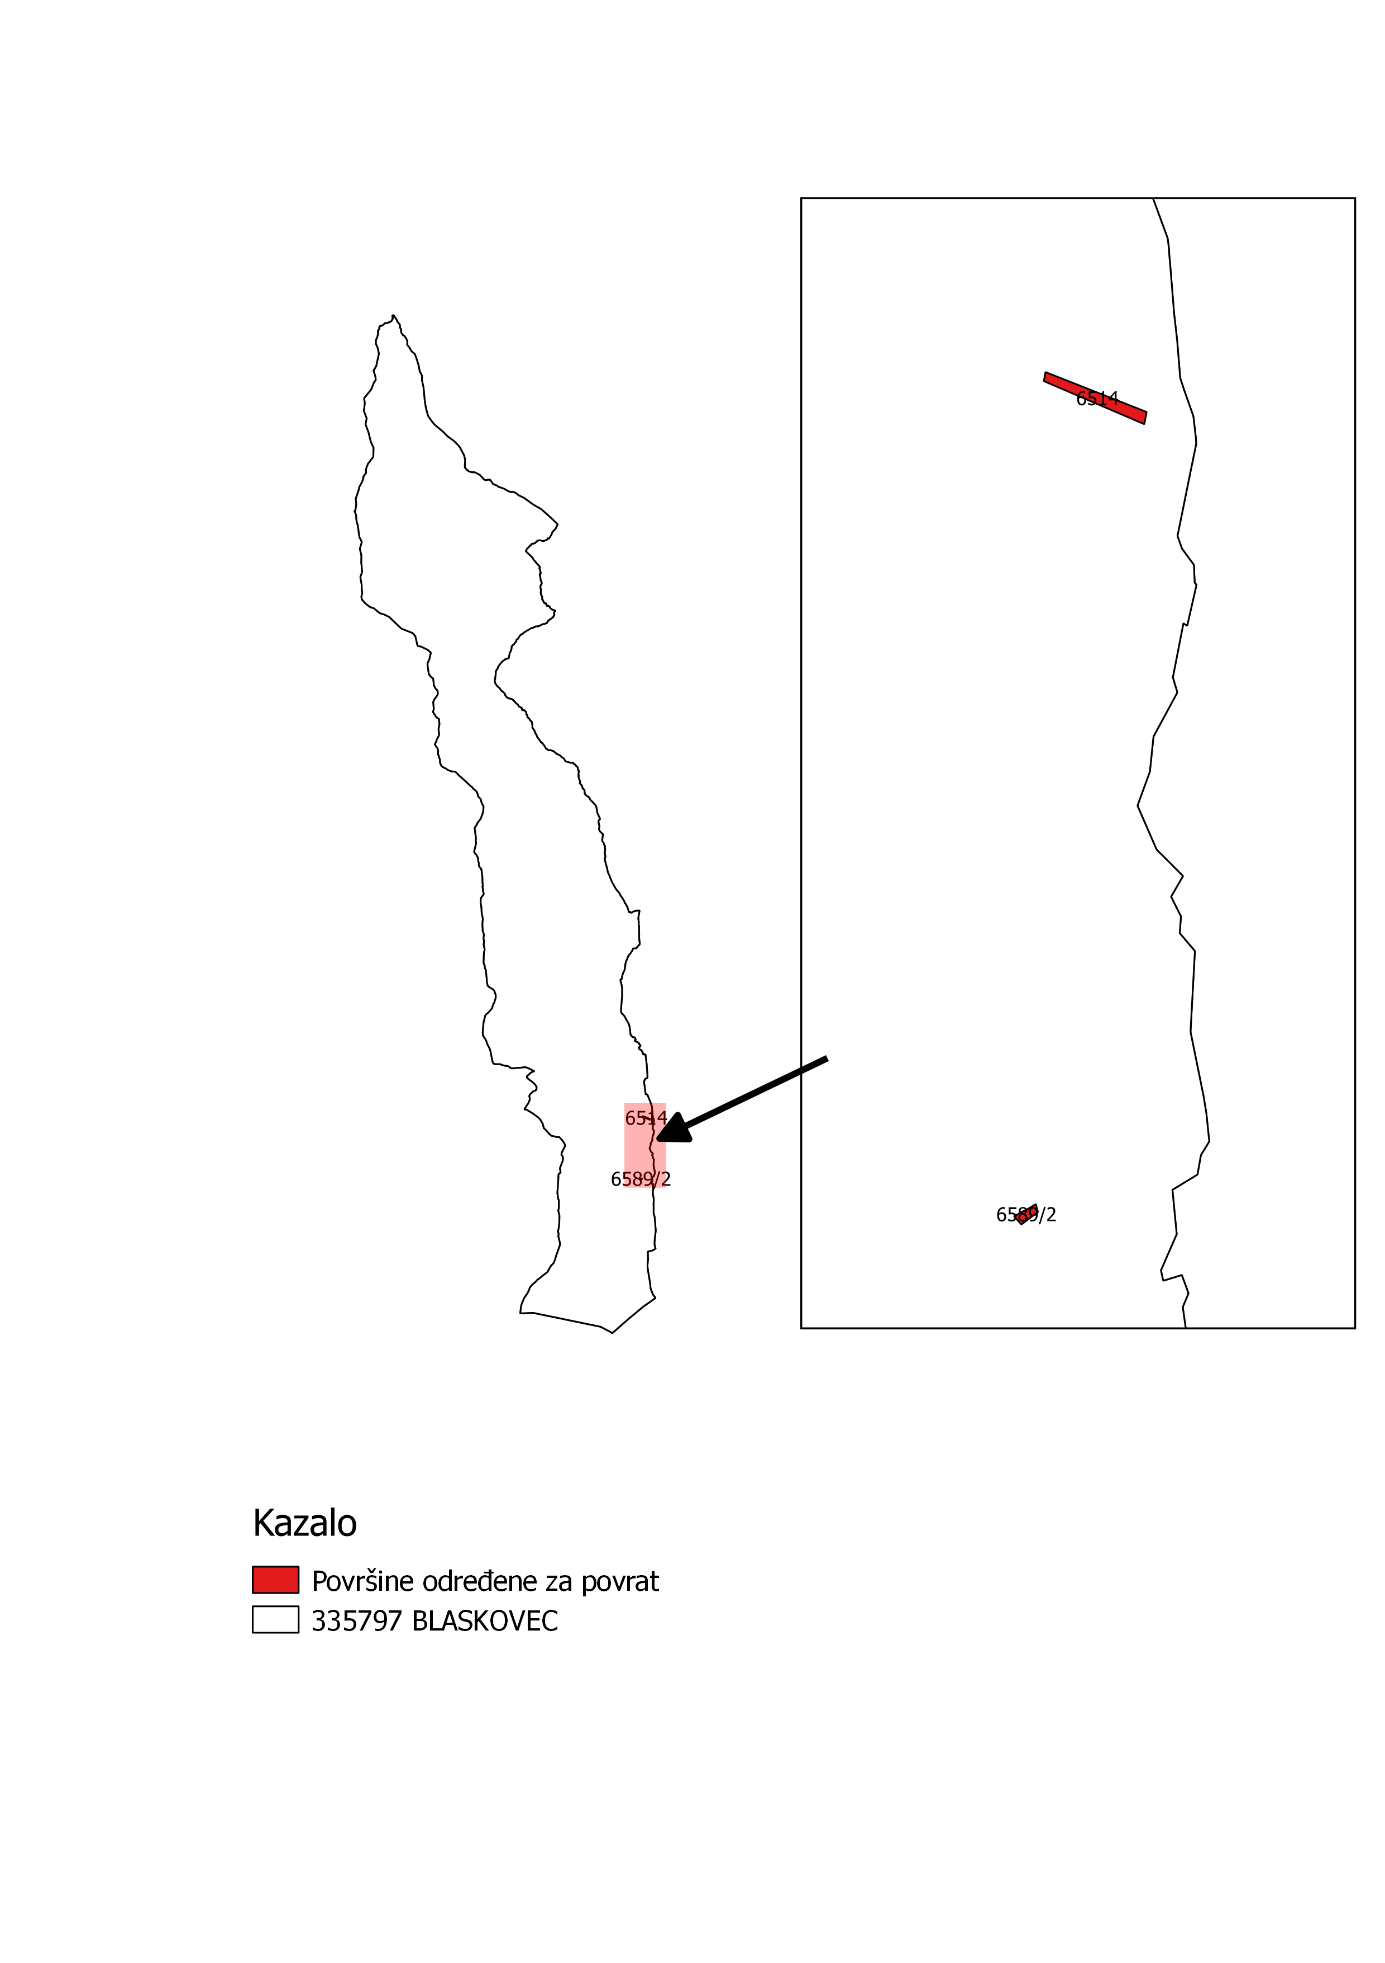 6514
6589/2
6514
6589/2
Kazalo
Površine određene za povrat
335797 BLASKOVEC